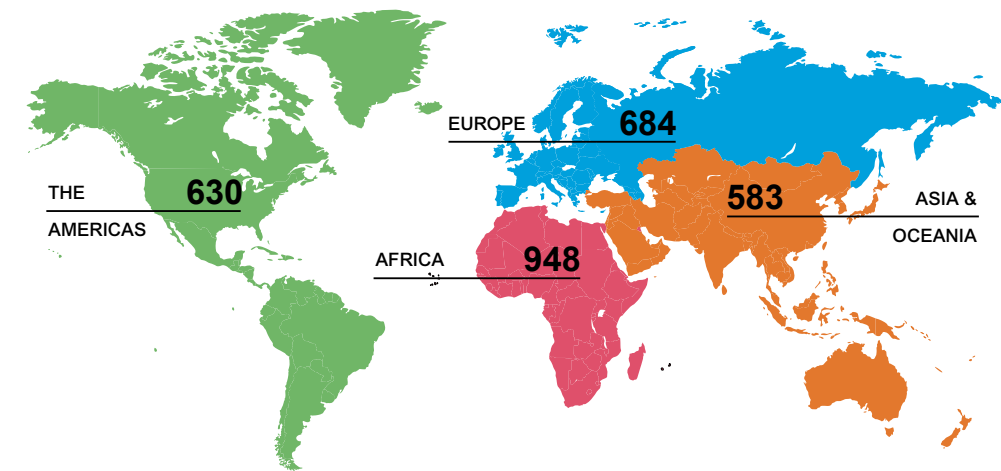 EUROPE 684
THE 630
AMERICAS
583 ASIA &
OCEANIA
AFRICA 948